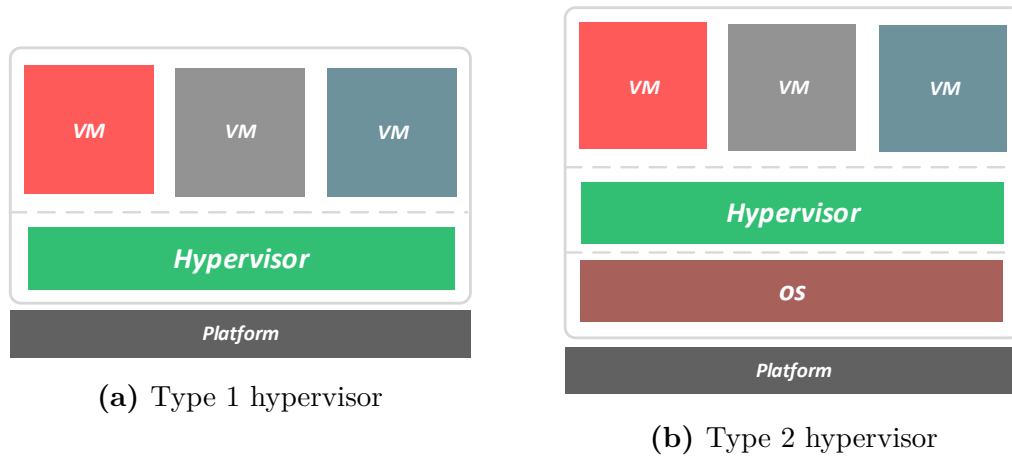 VM
VM
VM
Hypervisor
Platform
(a) Type 1 hypervisor
VM
VM
VM
Hypervisor
OS
Platform
(b) Type 2 hypervisor